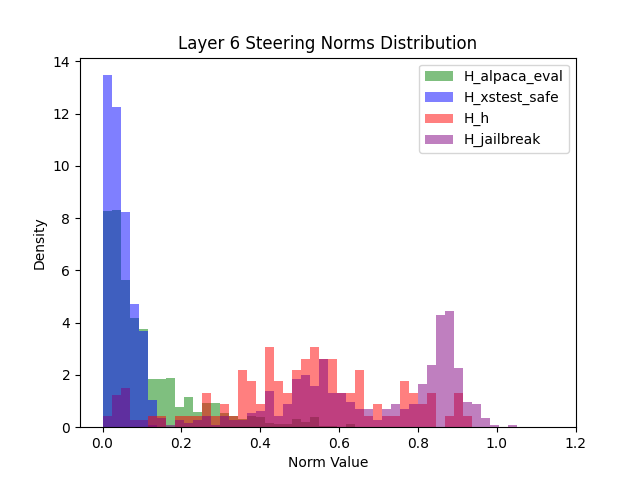 Layer 6 Steering Norms Distribution
H_alpaca_eval
H_xstest_safe
H_h
H_jailbreak
14
12
10
8
6
4
2
0
Density
0.0 0.2 0.4 0.6 0.8 1.0 1.2
Norm Value